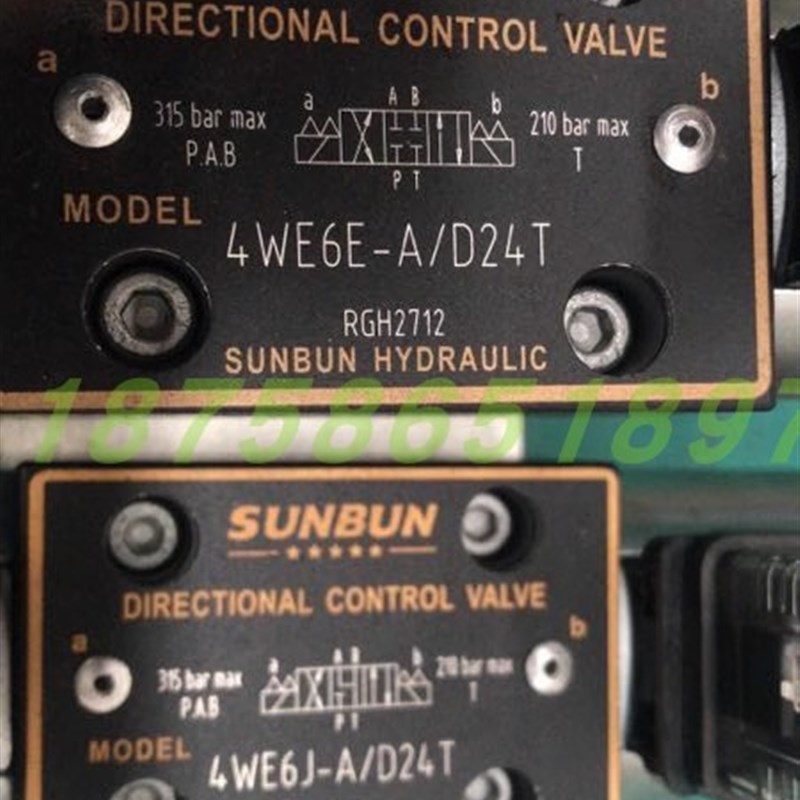 DIRECTIONAL CONTROL VALVE
a
b
315 bar max
P.A.B
a
A B
b
P T
210 bar max
T
MODEL
4WE6E-A/D24T
RGH2712
SUNBUN HYDRAULIC
18758651897
SUNBUN
DIRECTIONAL CONTROL VALVE
a
b
315 bar max
P.A.B
a
A B
b
P T
210 bar max
T
MODEL
4WE6J-A/D24T